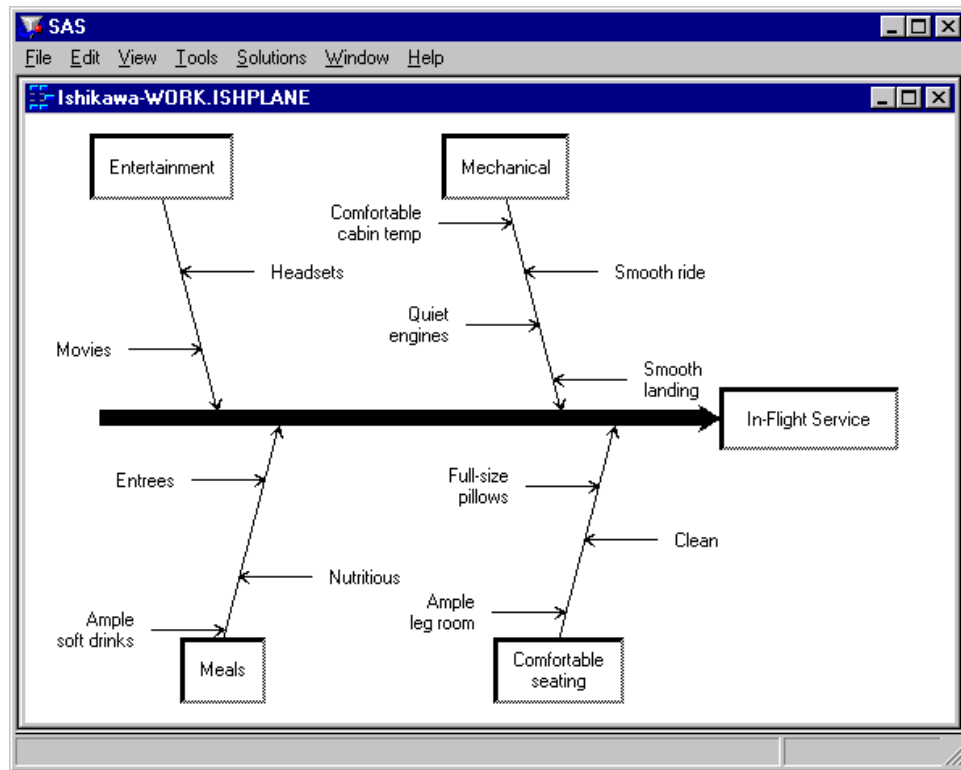 SAS
File Edit View Tools Solutions Window Help
Ishikawa-WORK.ISHPLANE
Entertainment
Mechanical
Comfortable
cabin temp
Headsets
Smooth ride
Quiet
engines
Movies
Smooth
landing
In-Flight Service
Entrees
Full-size
pillows
Clean
Nutritious
Ample
soft drinks
Ample
leg room
Meals
Comfortable
seating